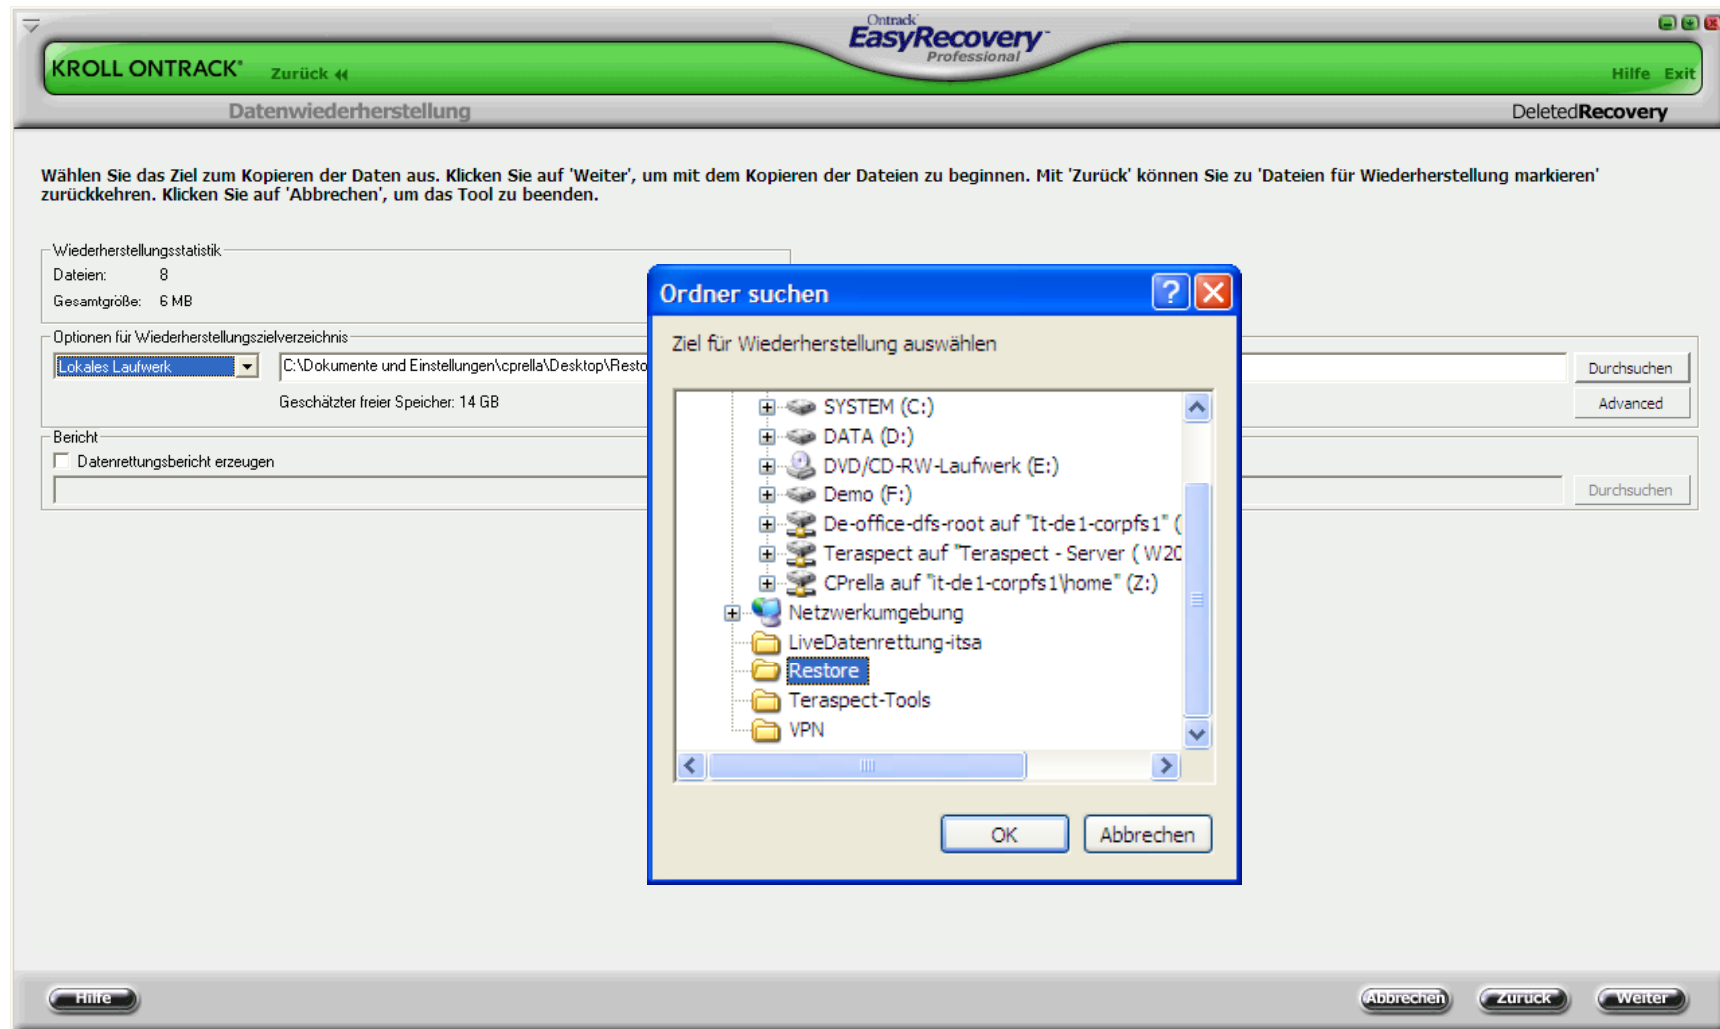 Ontrack®
EasyRecovery™
Professional
KROLL ONTRACK®
Zurück
Hilfe Exit
Datenwiederherstellung
DeletedRecovery
Wählen Sie das Ziel zum Kopieren der Daten aus. Klicken Sie auf 'Weiter', um mit dem Kopieren der Dateien zu beginnen. Mit 'Zurück' können Sie zu 'Dateien für Wiederherstellung markieren'
zurückkehren. Klicken Sie auf 'Abbrechen', um das Tool zu beenden.
Wiederherstellungsstatistik
Dateien: 8
Gesamtgröße: 6 MB
Optionen für Wiederherstellungszielverzeichnis
Lokales Laufwerk
C:\Dokumente und Einstellungen\cprella\Desktop\Resto
Durchsuchen
Geschätzter freier Speicher: 14 GB
Advanced
Bericht
Datenrettungsbericht erzeugen
Durchsuchen
Ordner suchen
Ziel für Wiederherstellung auswählen
SYSTEM (C:)
DATA (D:)
DVD/CD-RW-Laufwerk (E:)
Demo (F:)
De-office-dfs-root auf "It-de1-corpfs1" (
Teraspect auf "Teraspect - Server ( W20
CPrella auf "it-de1-corpfs1\home" (Z:)
Netzwerkumgebung
LiveDatenrettung-itsa
Restore
Teraspect-Tools
VPN
OK
Abbrechen
Hilfe
Abbrechen
Zurück
Weiter